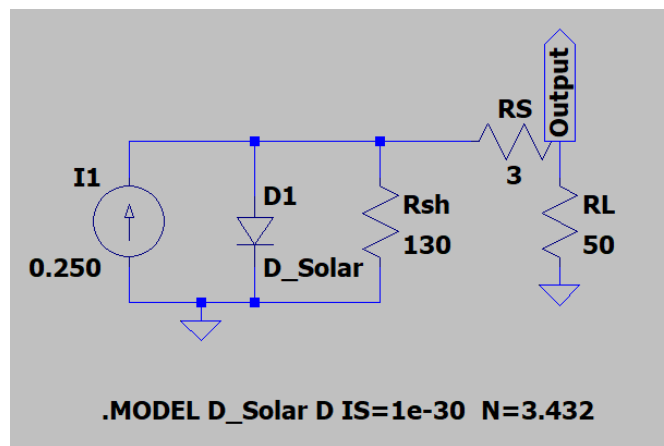 Output
RS
3
I1
0.250
D1
D_Solar
Rsh
130
RL
50
.MODEL D_Solar D IS=1e-30 N=3.432